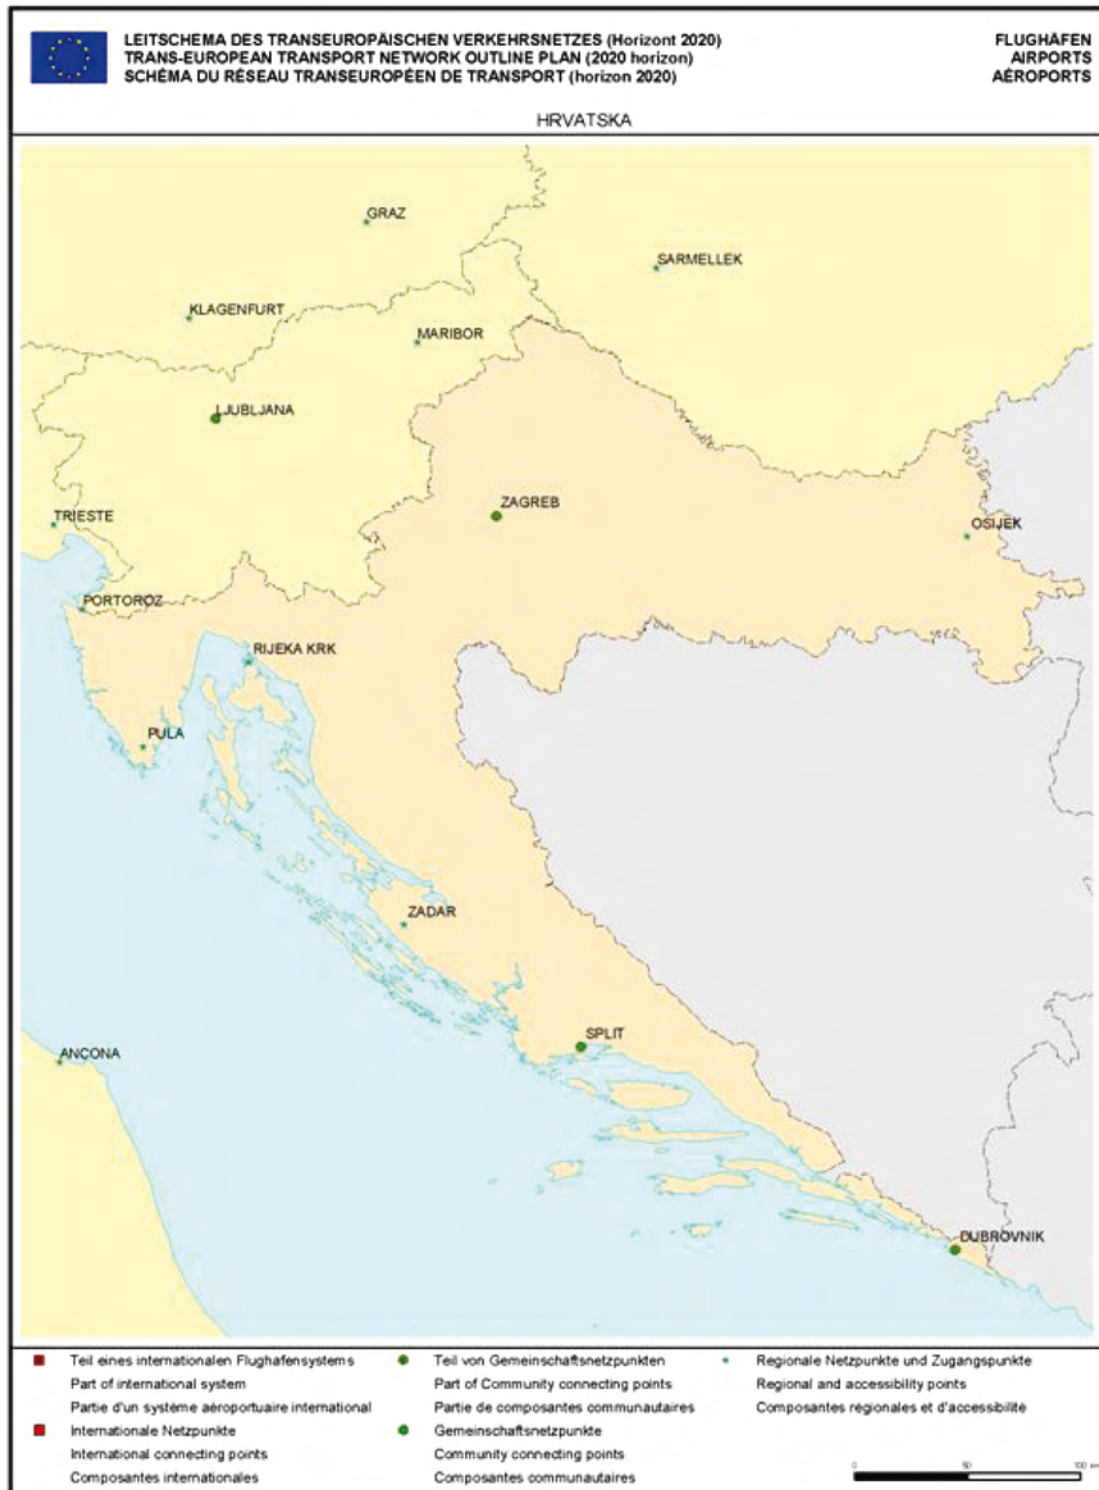 LEITSCHEMA DES TRANSEUROPÄISCHEN VERKEHRSNETZES (Horizont 2020)
TRANS-EUROPEAN TRANSPORT NETWORK OUTLINE PLAN (2020 horizon)
SCHÉMA DU RÉSEAU TRANSEUROPÉEN DE TRANSPORT (horizon 2020)
FLUGHÄFEN
AIRPORTS
AÉROPORTS
HRVATSKA
GRAZ
SARMELLEK
KLAGENFURT
MARIBOR
LJUBLJANA
ZAGREB
TRIESTE
OSIJEK
PORTOROZ
RIJEKA KRK
PULA
ZADAR
SPLIT
ANCONA
DUBROVNIK
Teil eines internationalen Flughafensystems
Part of international system
Partie d'un système aéroportuaire international
Internationale Netzpunkte
International connecting points
Composantes internationales
Teil von Gemeinschaftsnetzpunkten
Part of Community connecting points
Partie de composantes communautaires
Gemeinschaftsnetzpunkte
Community connecting points
Composantes communautaires
Regionale Netzpunkte und Zugangspunkte
Regional and accessibility points
Composantes régionales et d'accessibilité
0 50 100 km